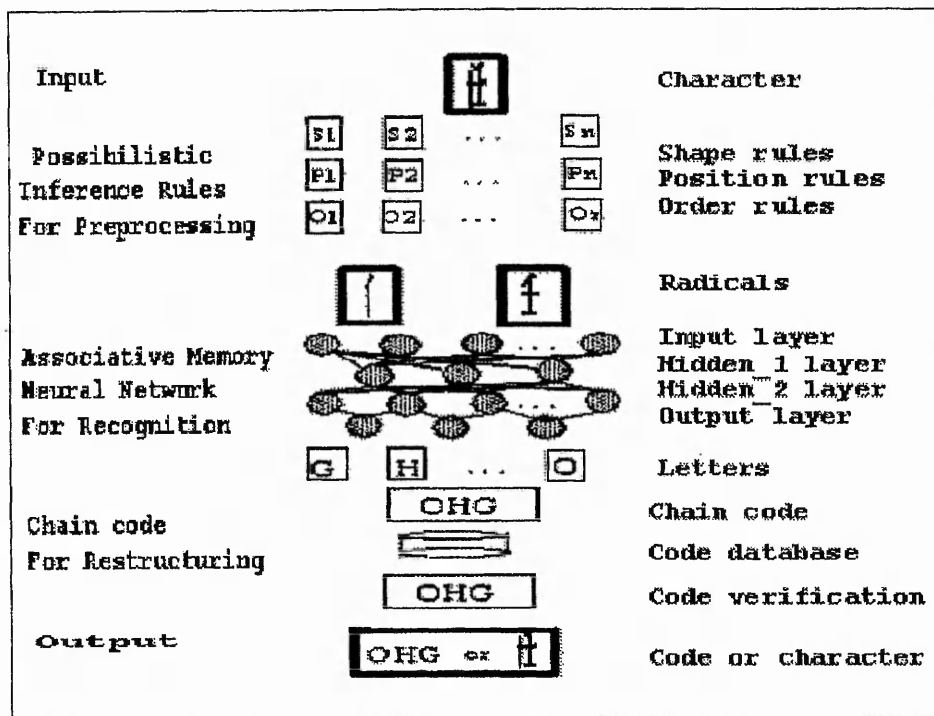 Input Character
S1 S2 ... Sn
Possibilistic Shape rules
P1 P2 ... Pn
Inference Rules Position rules
O1 O2 ...
For Preprocessing Order rules
Radicals
Input layer
Associative Memory Hidden_1 layer
Neural Network Hidden_2 layer
For Recognition Output layer
G H ... O Letters
OHG Chain code
Chain code
For Restructuring Code database
OHG Code verification
Output
OHG or Code or character